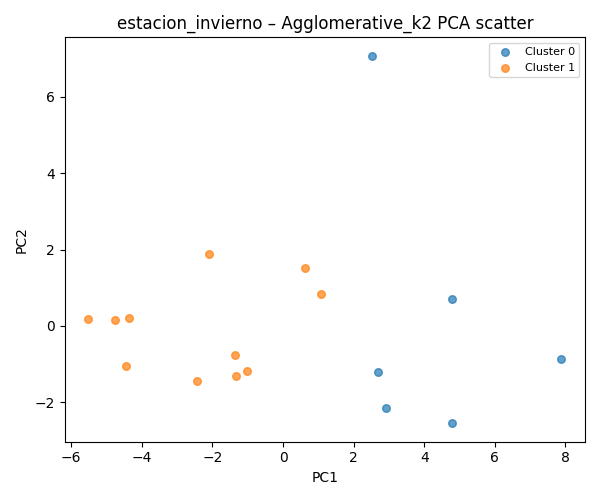 estacion_invierno – Agglomerative_k2 PCA scatter
Cluster 0
Cluster 1
PC2
6
4
2
0
−2
−6
−4
−2
0
2
4
6
8
PC1